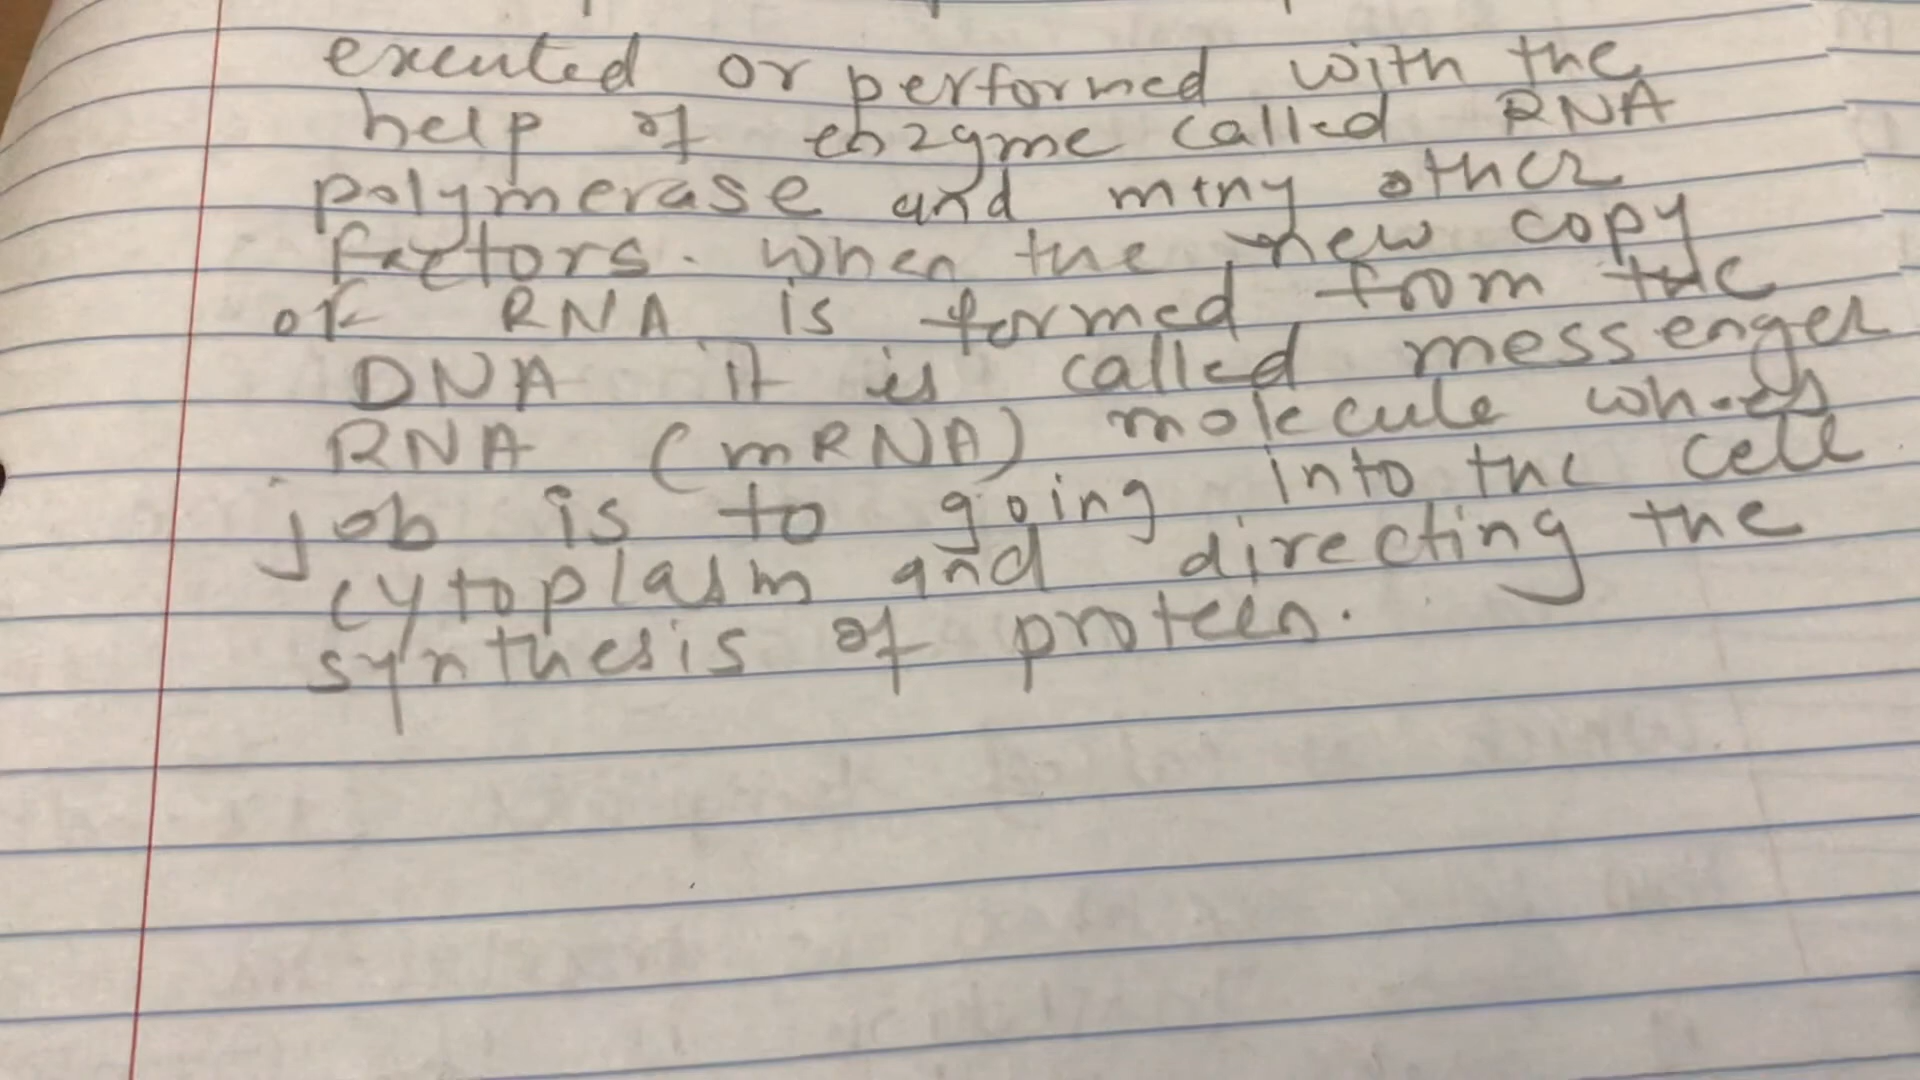 executed or performed with the
help of enzyme called RNA
polymerase and many other
factors. When the new copy
of RNA is formed from the
DNA it is called messenger
RNA (mRNA) molecule
job is to going into the cell
cytoplasm and directing the
synthesis of protein.